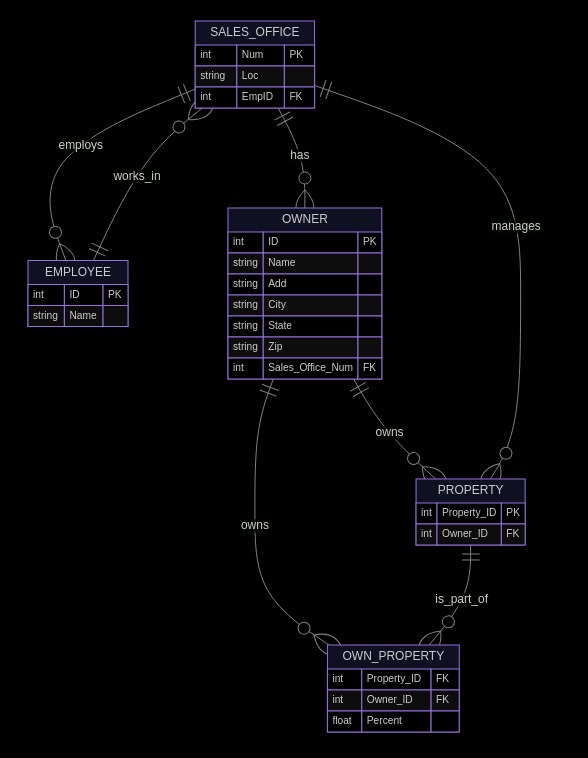 SALES_OFFICE
int Num PK
string Loc
int EmpID FK
employs
works_in
has
manages
OWNER
int ID PK
string Name
string Add
string City
string State
string Zip
int Sales_Office_Num FK
EMPLOYEE
int ID PK
string Name
owns
owns
PROPERTY
int Property_ID PK
int Owner_ID FK
is_part_of
OWN_PROPERTY
int Property_ID FK
int Owner_ID FK
float Percent